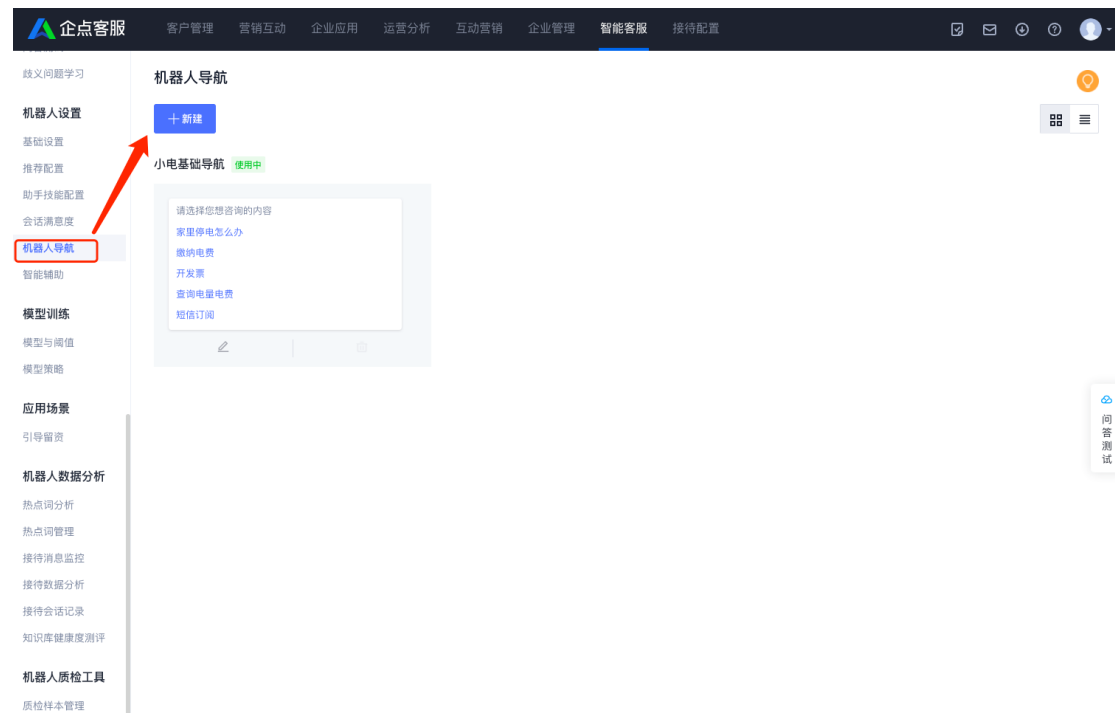 企点客服
客户管理 营销互动 企业应用 运营分析 互动营销 企业管理 智能客服 接待配置
歧义问题学习
机器人设置
基础设置
推荐配置
助手技能配置
会话满意度
机器人导航
智能辅助
模型训练
模型与阈值
模型策略
应用场景
引导留资
机器人数据分析
热点词分析
热点词管理
接待消息监控
接待数据分析
接待会话记录
知识库健康度测评
机器人质检工具
质检样本管理
机器人导航
新建
小电基础导航 使用中
请选择您想咨询的内容
家里停电怎么办
缴纳电费
开发票
查询电量电费
短信订阅
问答测试